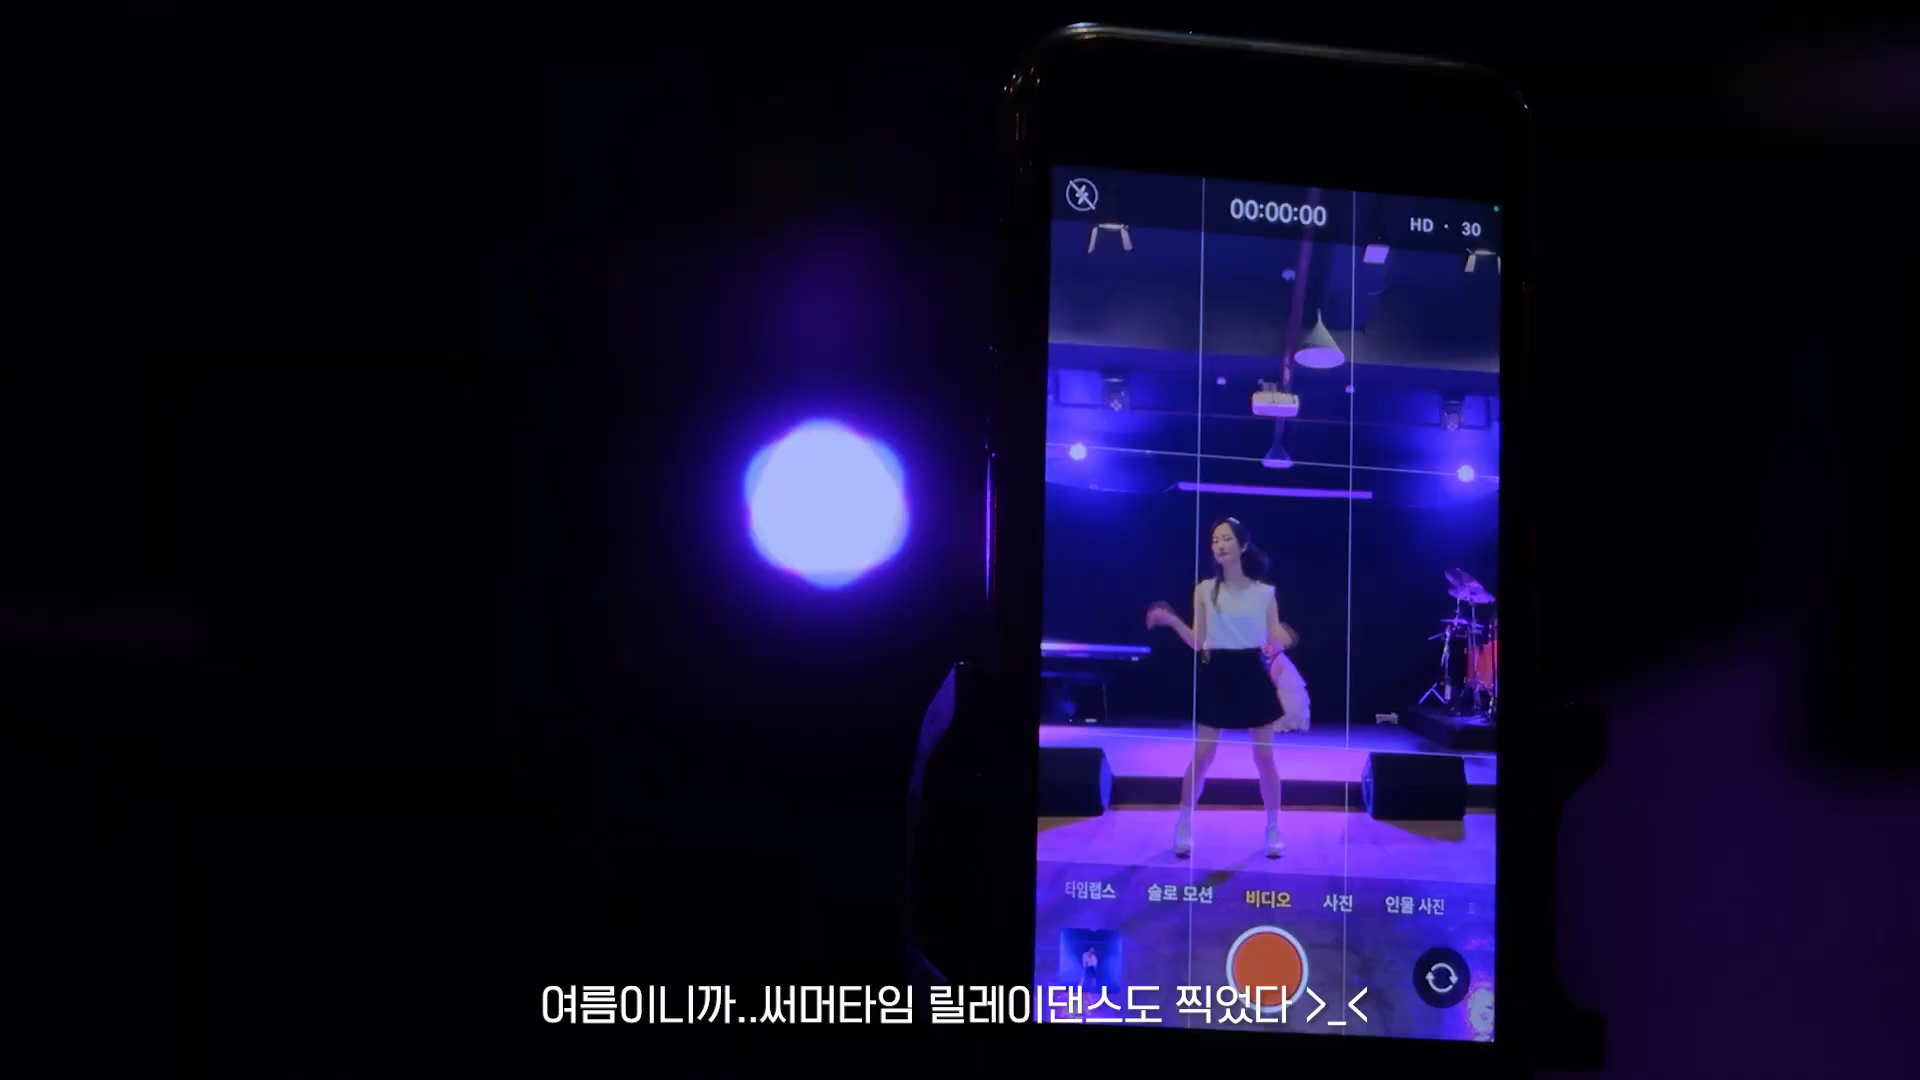 00:00:00
HD · 30
타임랩스 슬로 모션 비디오 사진 인물 사진
여름이니까..써머타임 릴레이댄스도 찍었다 >_<